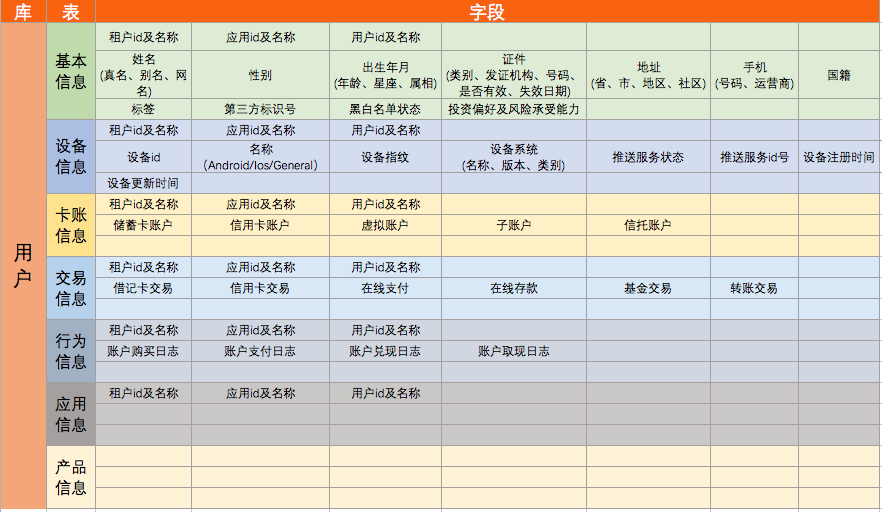 库 表 字段
用户
基本信息
租户id及名称 应用id及名称 用户id及名称
姓名
(真名、别名、网名)
性别
出生年月
(年龄、星座、属相)
证件
(类别、发证机构、号码、是否有效、失效日期)
地址
(省、市、地区、社区)
手机
(号码、运营商)
国籍
标签 第三方标识号 黑白名单状态 投资偏好及风险承受能力
设备信息
租户id及名称 应用id及名称 用户id及名称
设备id
名称
(Android/Ios/General)
设备指纹
设备系统
(名称、版本、类别)
推送服务状态 推送服务id号 设备注册时间
设备更新时间
卡账信息
租户id及名称 应用id及名称 用户id及名称
储蓄卡账户 信用卡账户 虚拟账户 子账户 信托账户
交易信息
租户id及名称 应用id及名称 用户id及名称
借记卡交易 信用卡交易 在线支付 在线存款 基金交易 转账交易
行为信息
租户id及名称 应用id及名称 用户id及名称
账户购买日志 账户支付日志 账户兑现日志 账户取现日志
应用信息
租户id及名称 应用id及名称 用户id及名称
产品信息